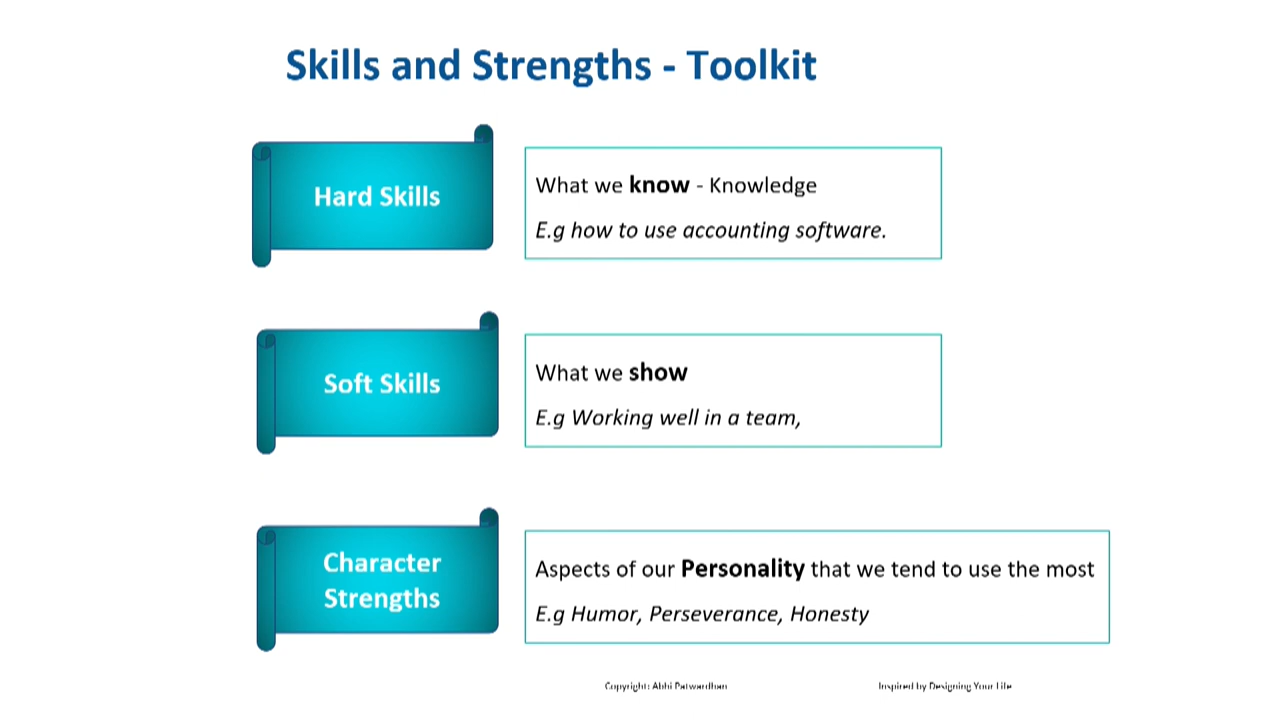 Skills and Strengths - Toolkit
Hard Skills
What we know - Knowledge
E.g how to use accounting software.
Soft Skills
What we show
E.g Working well in a team,
Character
Strengths
Aspects of our Personality that we tend to use the most
E.g Humor, Perseverance, Honesty
Copyright: Abhi Patwardhan
Inspired by Designing Your Life